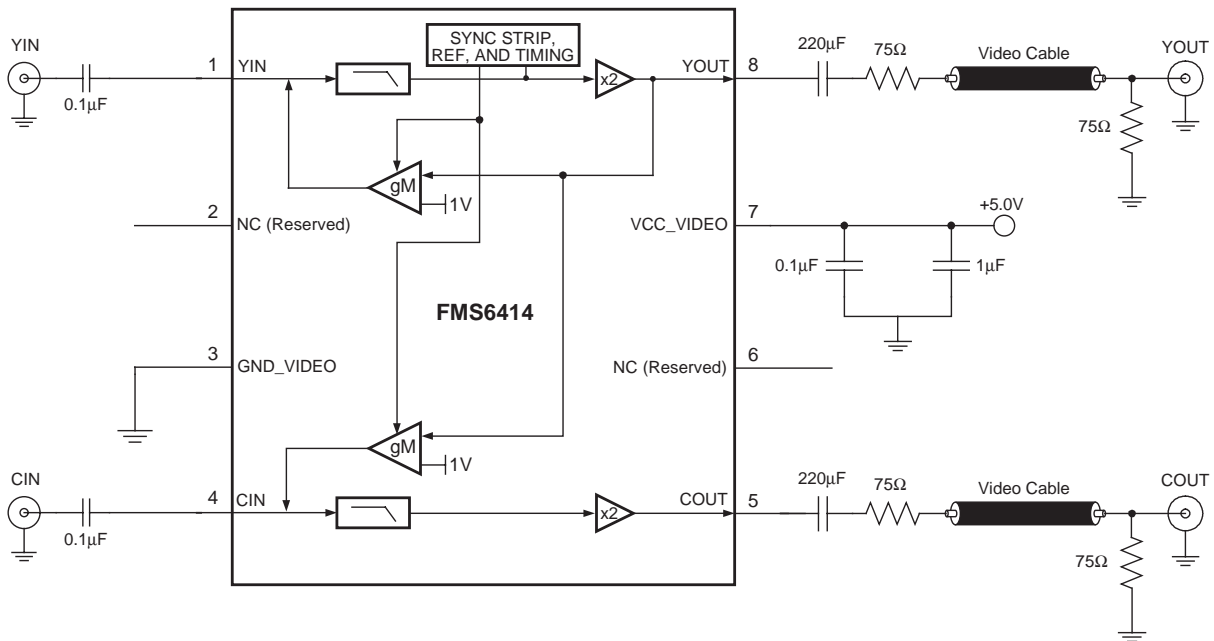 SYNC STRIP,
REF, AND TIMING
YIN
1
YIN
0.1µF
x2
YOUT
8
220µF
75Ω
Video Cable
YOUT
75Ω
gM
1V
2
NC (Reserved)
VCC_VIDEO
7
+5.0V
0.1µF
1µF
FMS6414
3
GND_VIDEO
6
NC (Reserved)
gM
1V
CIN
4
CIN
0.1µF
x2
COUT
5
220µF
75Ω
Video Cable
COUT
75Ω